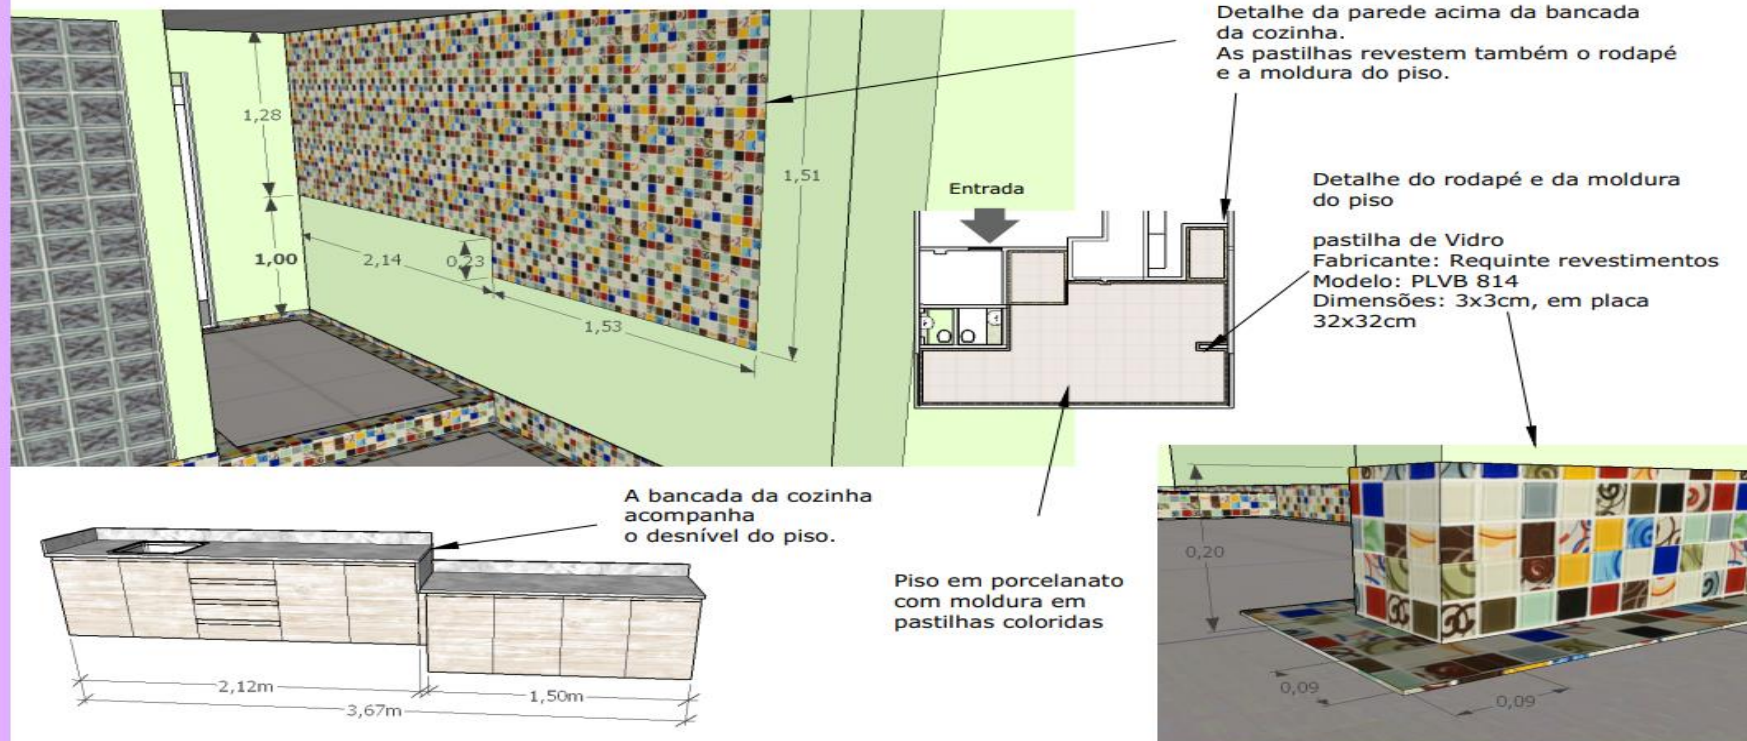 Detalhe da parede acima da bancada
da cozinha.
As pastilhas revestem também o rodapé
e a moldura do piso.
1,28
1,51
1,00
2,14
0,23
1,53
Entrada
Detalhe do rodapé e da moldura
do piso
pastilha de Vidro
Fabricante: Requinte revestimentos
Modelo: PLVB 814
Dimensões: 3x3cm, em placa
32x32cm
A bancada da cozinha
acompanha
o desnível do piso.
2,12m
1,50m
3,67m
Piso em porcelanato
com moldura em
pastilhas coloridas
0,20
0,09
0,09